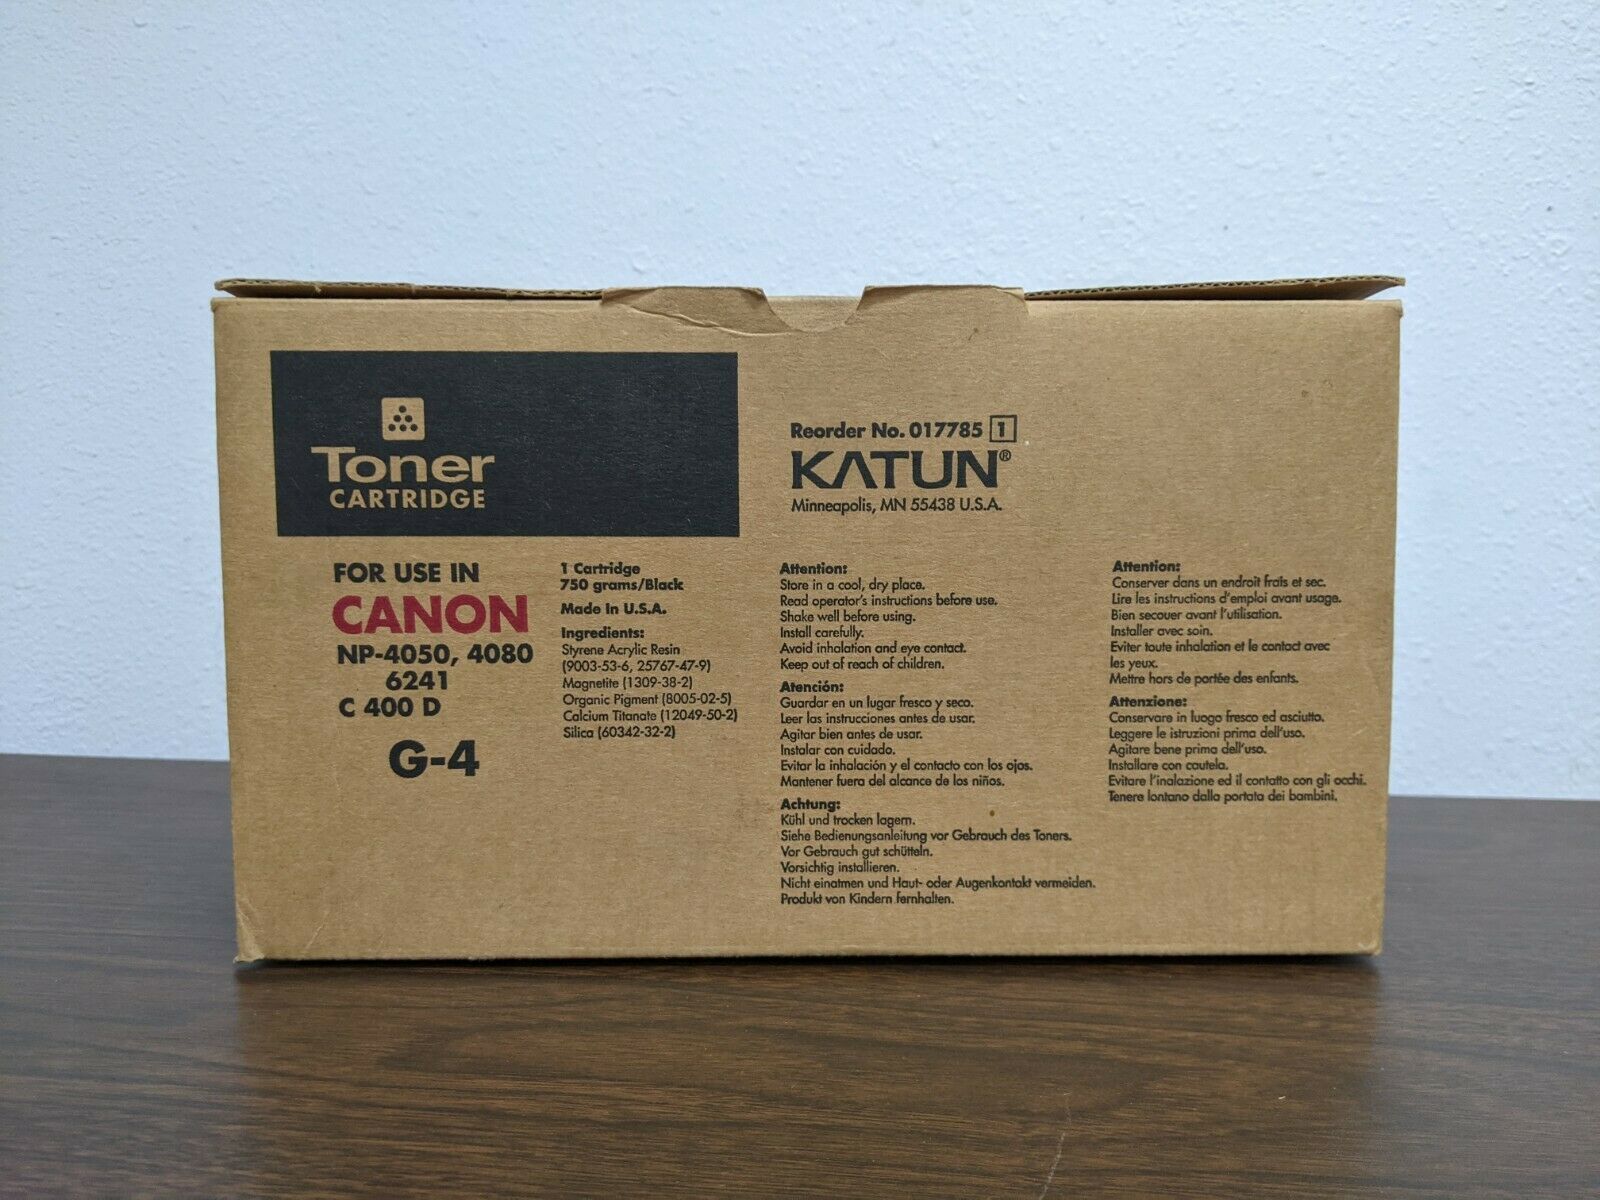 Toner
CARTRIDGE
FOR USE IN
CANON
NP-4050, 4080
6241
C 400 D
G-4
1 Cartridge
750 grams/Black
Made In U.S.A.
Ingredients:
Styrene Acrylic Resin
(9003-53-6, 25767-47-9)
Magnetite (1309-38-2)
Organic Pigment (8005-02-5)
Calcium Titanate (12049-50-2)
Silica (60342-32-2)
Reorder No. 017785 1
KATUN®
Minneapolis, MN 55438 U.S.A.
Attention:
Store in a cool, dry place.
Read operator's instructions before use.
Shake well before using.
Install carefully.
Avoid inhalation and eye contact.
Keep out of reach of children.
Atención:
Guardar en un lugar fresco y seco.
Leer las instrucciones antes de usar.
Agitar bien antes de usar.
Instalar con cuidado.
Evitar la inhalación y el contacto con los ojos.
Mantener fuera del alcance de los niños.
Achtung:
Kühl und trocken lagern.
Siehe Bedienungsanleitung vor Gebrauch des Toners.
Vor Gebrauch gut schütteln.
Vorsichtig installieren.
Nicht einatmen und Haut- oder Augenkontakt vermeiden.
Produkt von Kindern fernhalten.
Attention:
Conserver dans un endroit frais et sec.
Lire les instructions d'emploi avant usage.
Bien secouer avant l'utilisation.
Installer avec soin.
Eviter toute inhalation et le contact avec
les yeux.
Mettre hors de portée des enfants.
Attenzione:
Conservare in luogo fresco ed asciutto.
Leggere le istruzioni prima dell'uso.
Agitare bene prima dell'uso.
Installare con cautela.
Evitare l'inalazione ed il contatto con gli occhi.
Tenere lontano dalla portata dei bambini.